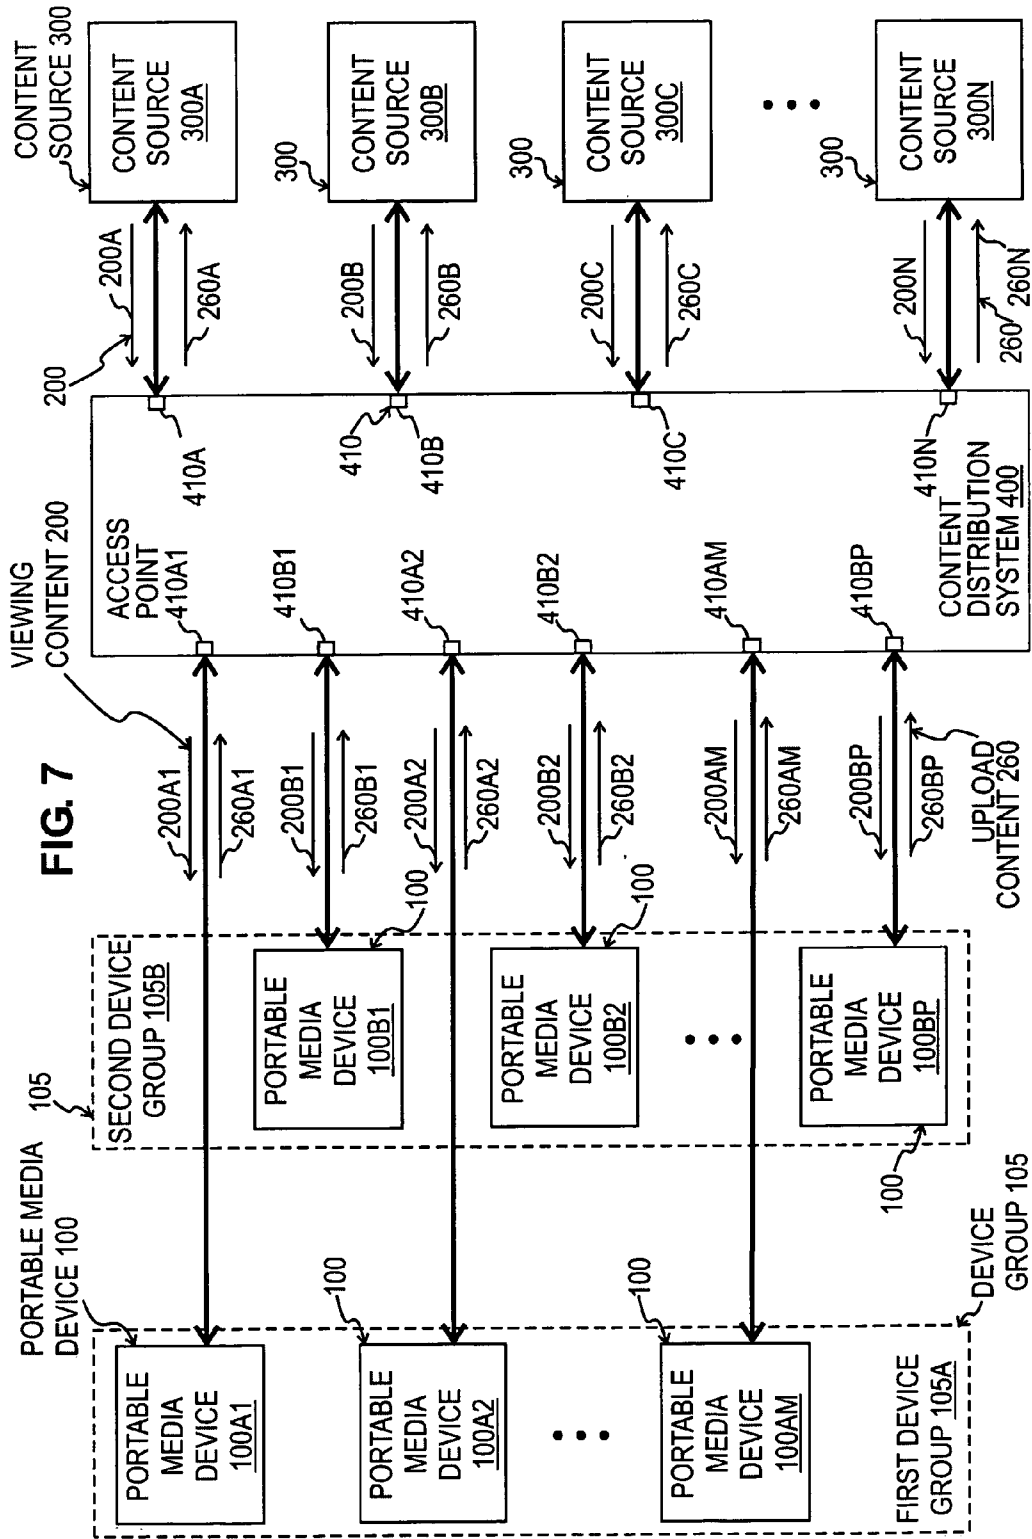 FIG. 7
PORTABLE MEDIA
DEVICE 100
105
SECOND DEVICE
GROUP 105B
VIEWING
CONTENT 200
ACCESS
POINT
410A1
410A
200
200A
260A
CONTENT
SOURCE 300
CONTENT
SOURCE
300A
PORTABLE
MEDIA
DEVICE
100A1
200A1
260A1
PORTABLE
MEDIA
DEVICE
100B1
100
200B1
260B1
410B1
410
410B
200B
260B
300
CONTENT
SOURCE
300B
100
PORTABLE
MEDIA
DEVICE
100A2
200A2
260A2
410A2
PORTABLE
MEDIA
DEVICE
100B2
100
200B2
260B2
410B2
410C
200C
260C
300
CONTENT
SOURCE
300C
100
PORTABLE
MEDIA
DEVICE
100AM
200AM
260AM
410AM
PORTABLE
MEDIA
DEVICE
100BP
100
200BP
260BP
410BP
410N
200N
260
260N
300
CONTENT
SOURCE
300N
FIRST DEVICE
GROUP 105A
DEVICE
GROUP 105
UPLOAD
CONTENT 260
CONTENT
DISTRIBUTION
SYSTEM 400